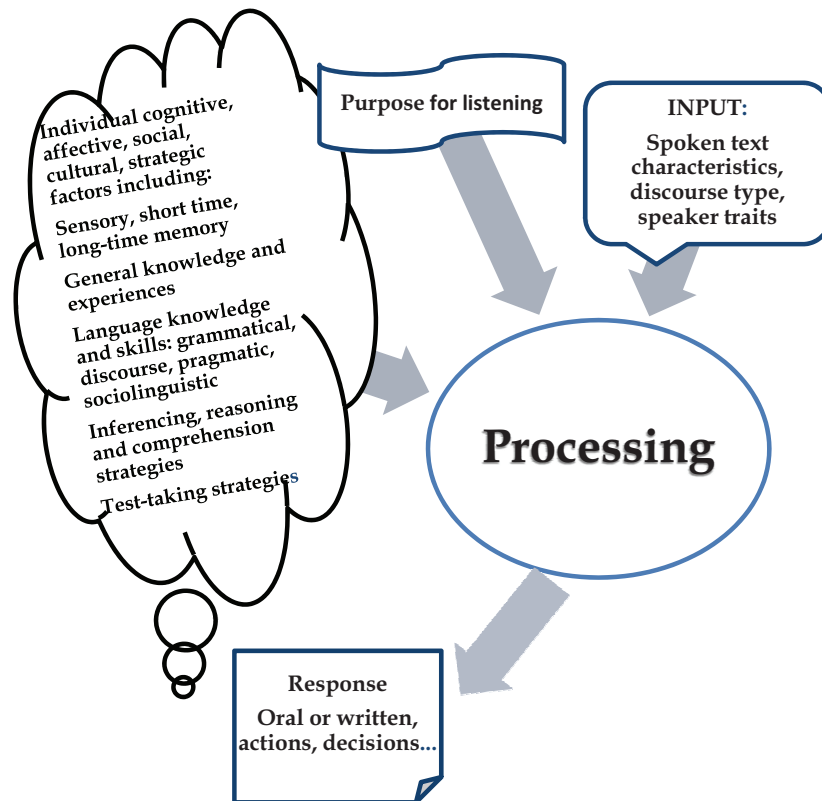 Individual cognitive,
affective, social,
cultural, strategic
factors including:
Sensory, short time,
long-time memory
General knowledge and
experiences
Language knowledge
and skills: grammatical,
discourse, pragmatic,
sociolinguistic
Inferencing, reasoning
and comprehension
strategies
Test-taking strategies
Purpose for listening
INPUT:
Spoken text
characteristics,
discourse type,
speaker traits
Processing
Response
Oral or written,
actions, decisions...